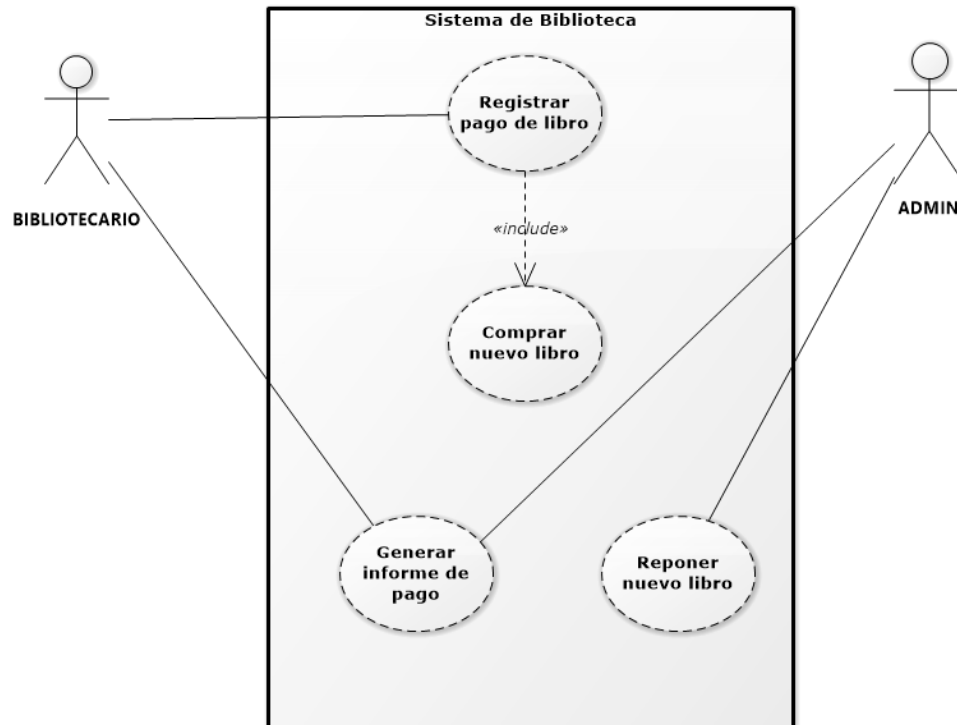 Sistema de Biblioteca
Registrar
pago de libro
BIBLIOTECARIO
ADMIN
«include»
Comprar
nuevo libro
Generar
informe de
pago
Reponer
nuevo libro